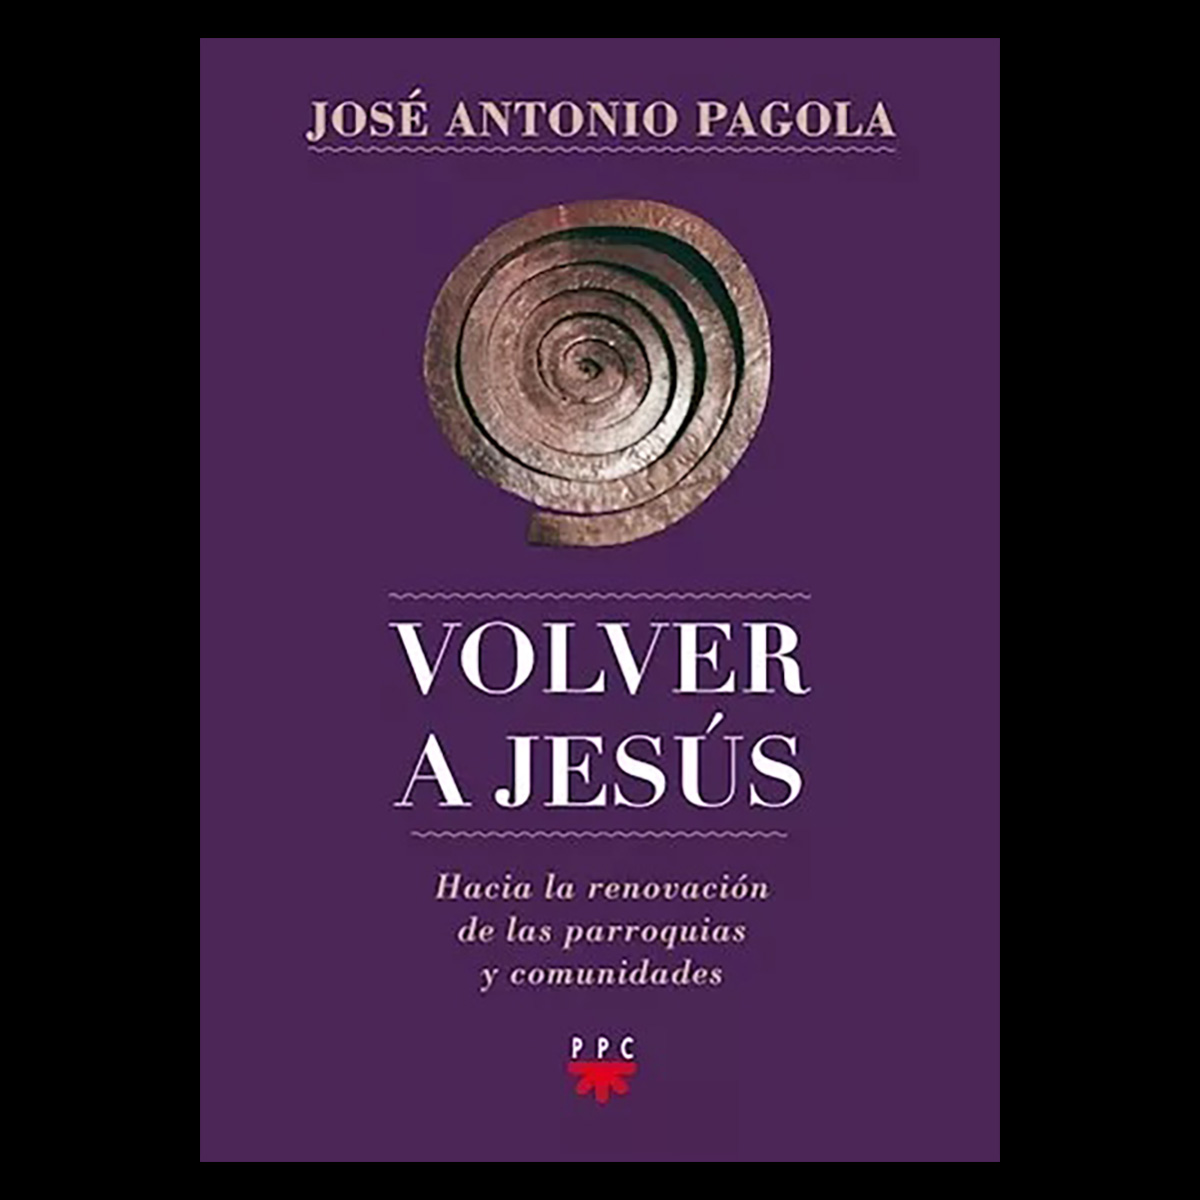 JOSÉ ANTONIO PAGOLA
VOLVER
A JESÚS
Hacia la renovación
de las parroquias
y comunidades
PPC